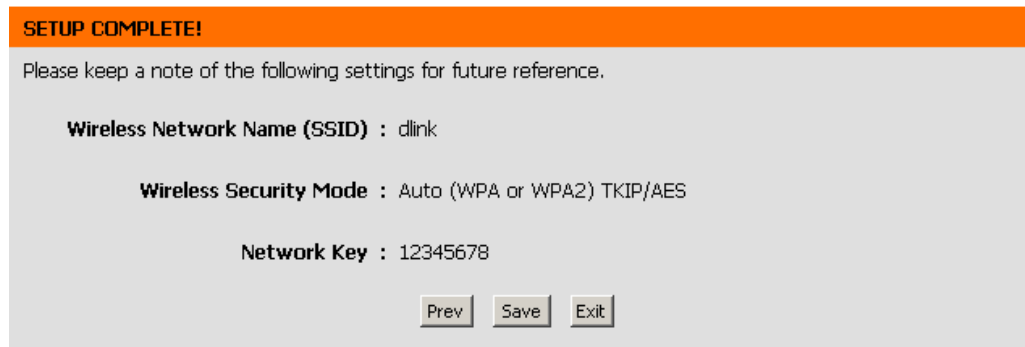 SETUP COMPLETE!
Please keep a note of the following settings for future reference.
Wireless Network Name (SSID) : dlink
Wireless Security Mode : Auto (WPA or WPA2) TKIP/AES
Network Key : 12345678
Prev Save Exit